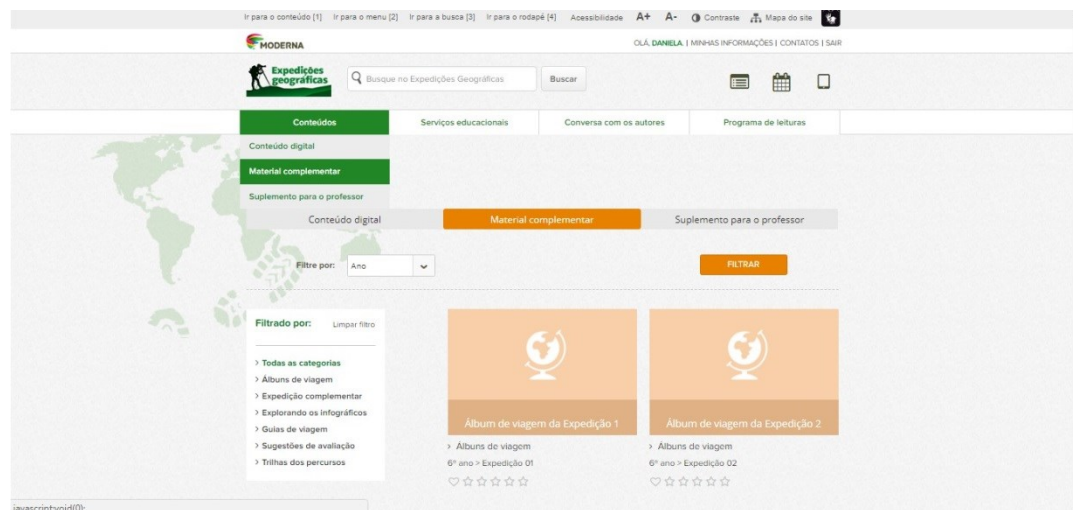 Ir para o conteúdo [1] Ir para o menu [2] Ir para a busca [3] Ir para o rodapé [4] Acessibilidade A+ A- Contraste Mapa do site
MODERNA OLÁ, DANIELA. | MINHAS INFORMAÇÕES | CONTATOS | SAIR
Expedições
geográficas
Busque no Expedições Geográficas Buscar
Conteúdos Serviços educacionais Conversa com os autores Programa de leituras
Conteúdo digital
Material complementar
Suplemento para o professor
Conteúdo digital Material complementar Suplemento para o professor
Filtre por: Ano FILTRAR
Filtrado por: Limpar filtro
> Todas as categorias
> Álbuns de viagem
> Expedição complementar
> Explorando os infográficos
> Guias de viagem
> Sugestões de avaliação
> Trilhas dos percursos
Álbum de viagem da Expedição 1
> Álbuns de viagem
6º ano > Expedição 01
Álbum de viagem da Expedição 2
> Álbuns de viagem
6º ano > Expedição 02
javascript:void(0);